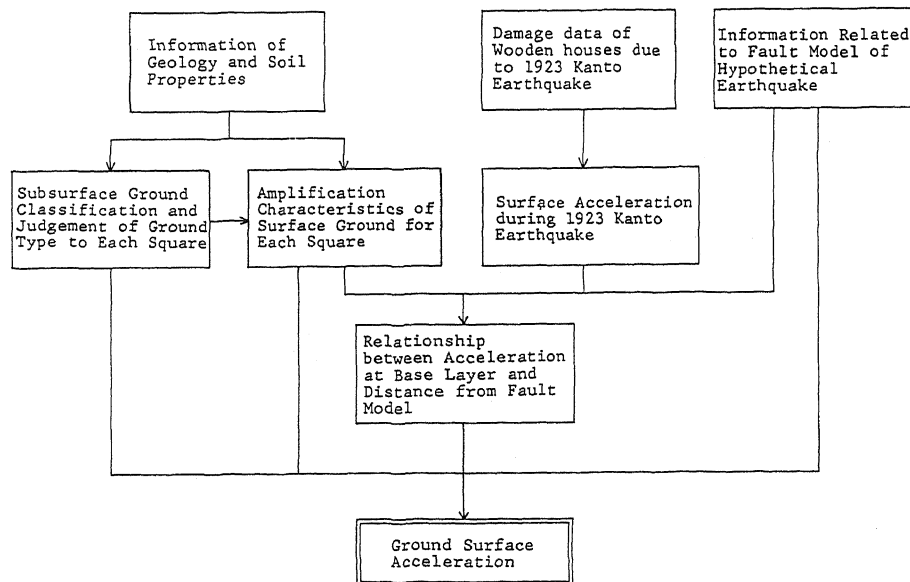 Information of
Geology and Soil
Properties
Damage data of
Wooden houses due
to 1923 Kanto
Earthquake
Information Related
to Fault Model of
Hypothetical
Earthquake
Subsurface Ground
Classification and
Judgement of Ground
Type to Each Square
Amplification
Characteristics of
Surface Ground for
Each Square
Surface Acceleration
during 1923 Kanto
Earthquake
Relationship
between Acceleration
at Base Layer and
Distance from Fault
Model
Ground Surface
Acceleration